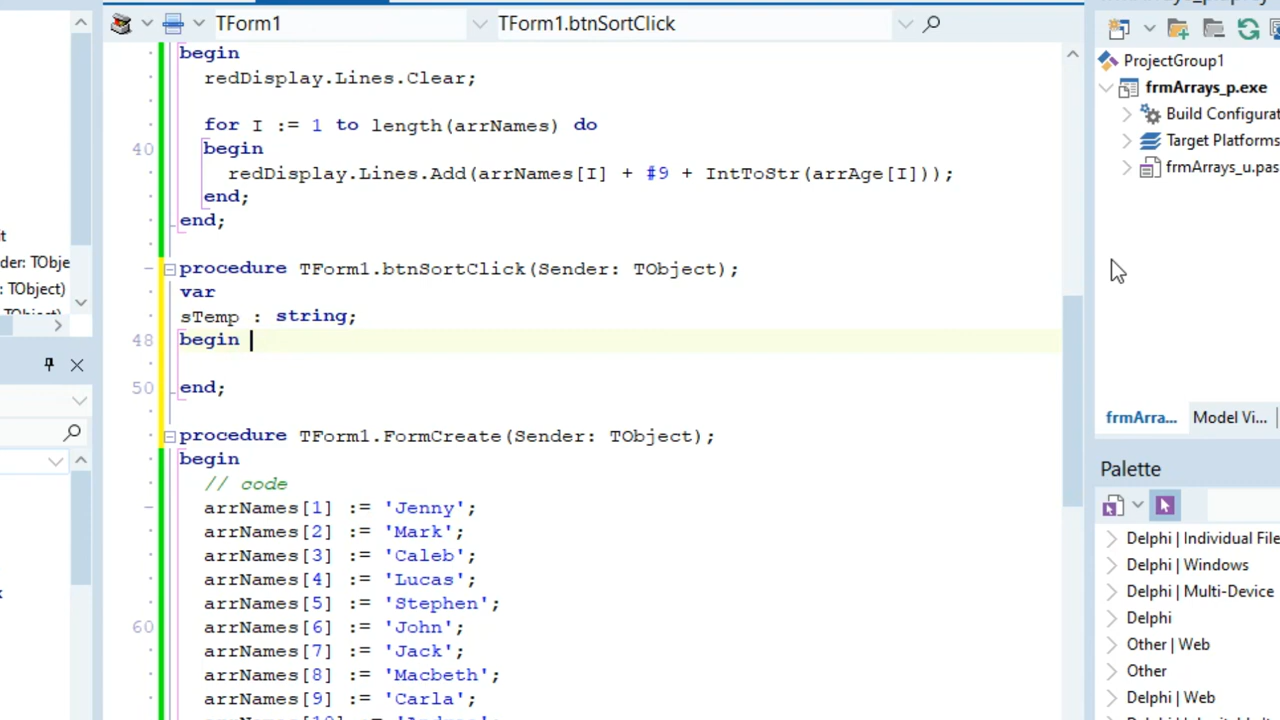 TForm1
TForm1.btnSortClick
begin
redDisplay.Lines.Clear;
for I := 1 to length(arrNames) do
40
begin
redDisplay.Lines.Add(arrNames[I] + #9 + IntToStr(arrAge[I]));
end;
end;
procedure TForm1.btnSortClick(Sender: TObject);
var
sTemp : string;
48
begin
50
end;
procedure TForm1.FormCreate(Sender: TObject);
begin
// code
arrNames[1] := 'Jenny';
arrNames[2] := 'Mark';
arrNames[3] := 'Caleb';
arrNames[4] := 'Lucas';
arrNames[5] := 'Stephen';
60
arrNames[6] := 'John';
arrNames[7] := 'Jack';
arrNames[8] := 'Macbeth';
arrNames[9] := 'Carla';
it
der: TObje
: TObject)
ProjectGroup1
frmArrays_p.exe
Build Configurat
Target Platforms
frmArrays_u.pas
frmArra...
Model Vi...
Palette
Delphi | Individual File
Delphi | Windows
Delphi | Multi-Device
Delphi
Other | Web
Other
Delphi | Web